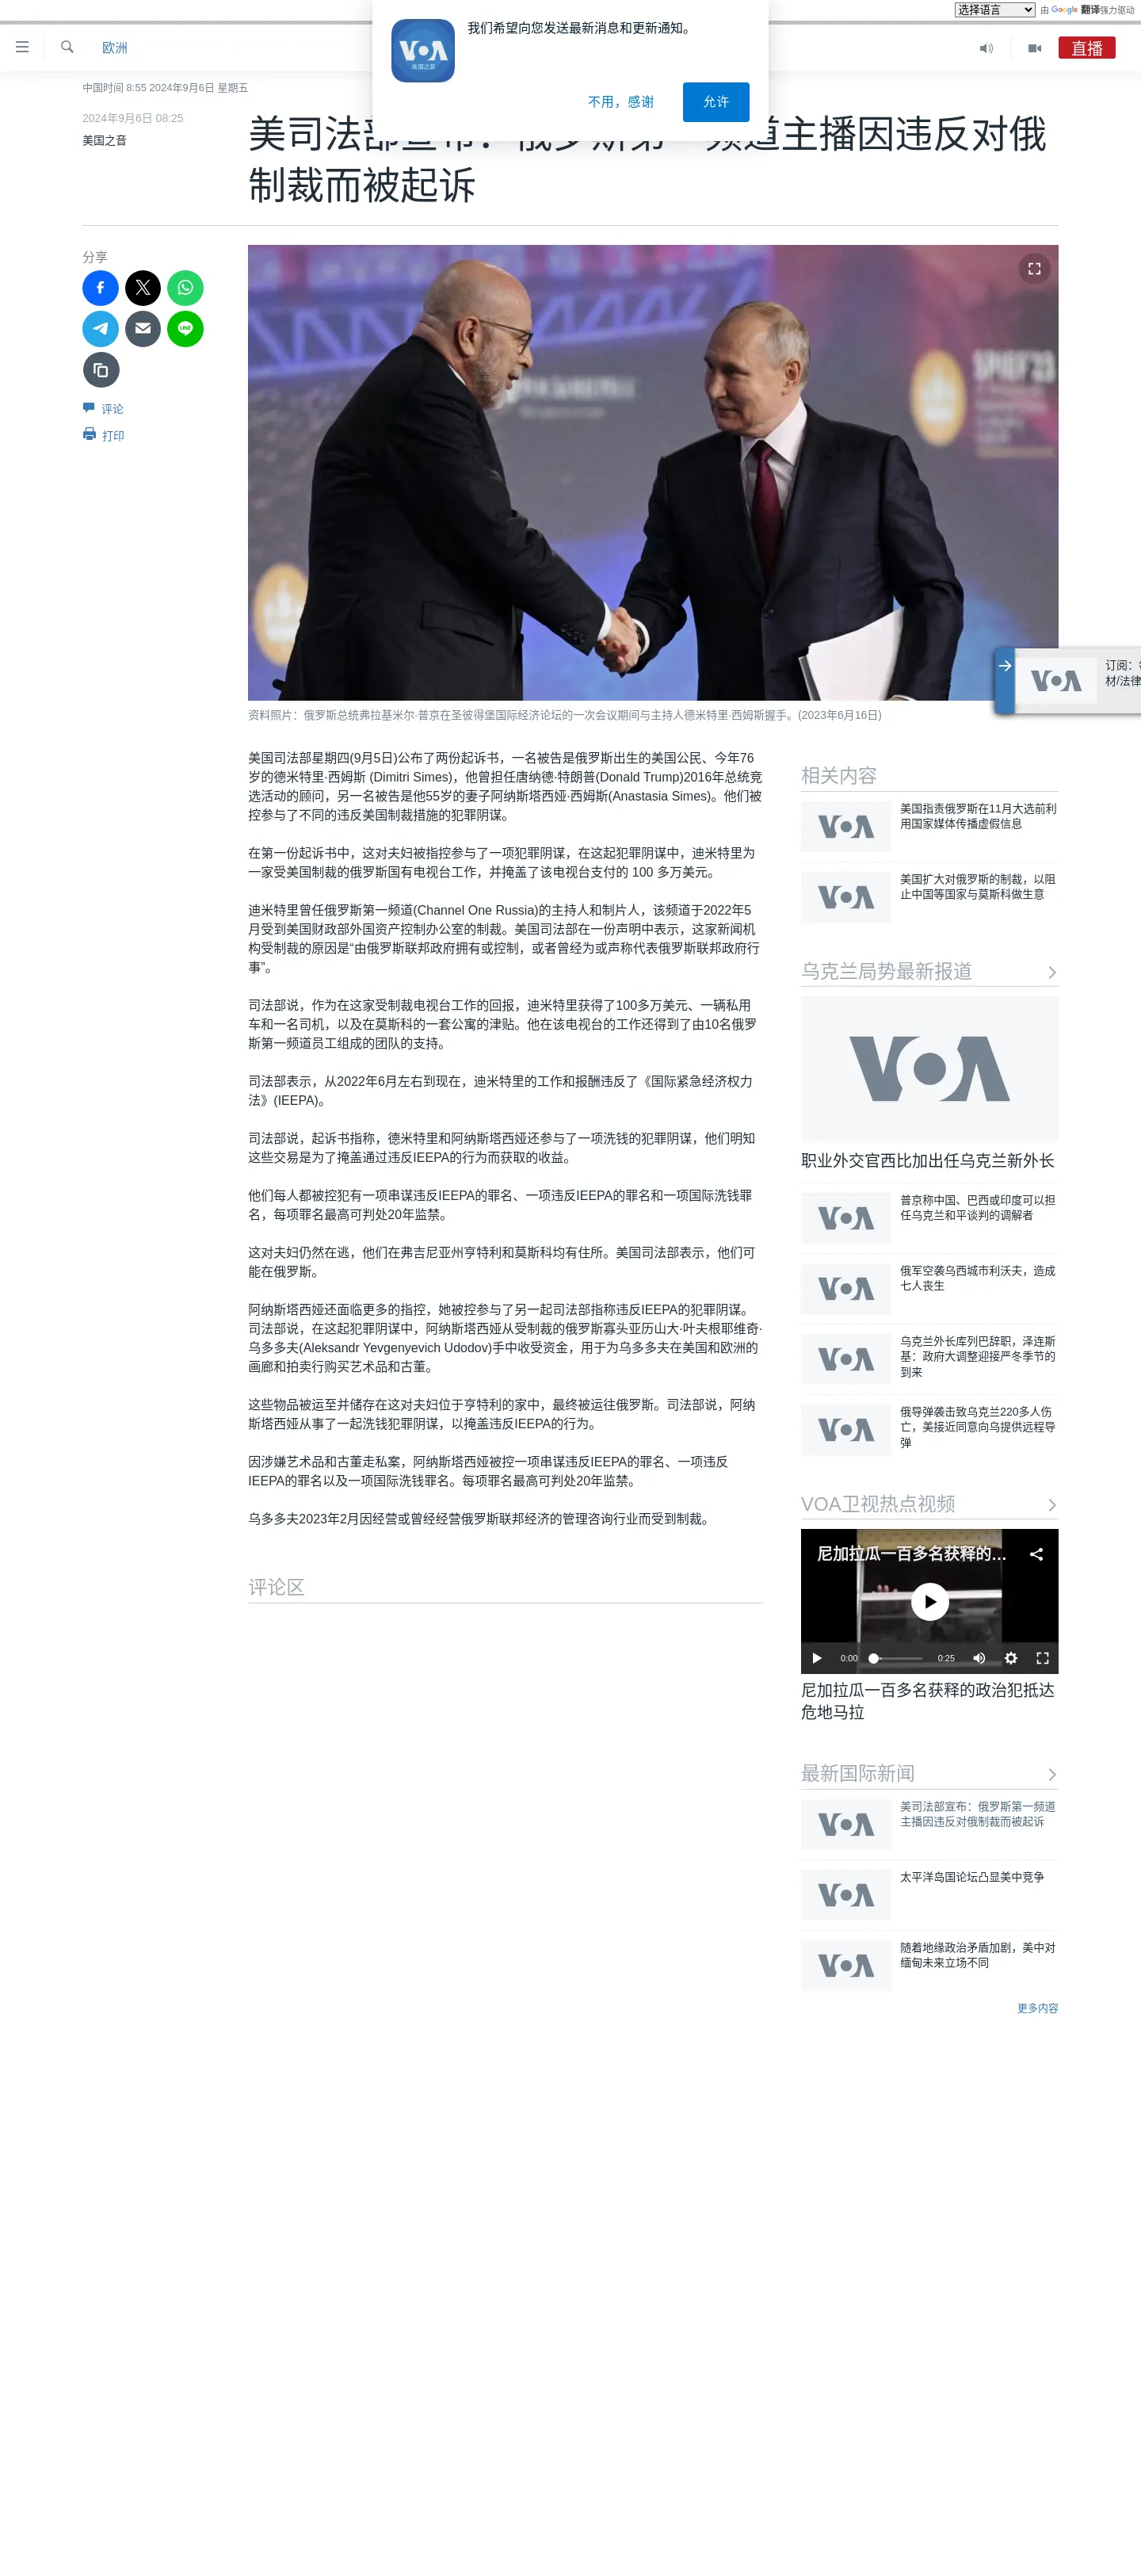 选择语言
由 Google 翻译强力驱动
欧洲
直播
VOA
美国之音
我们希望向您发送最新消息和更新通知。
不用，感谢
允许
中国时间 8:55 2024年9月6日 星期五
2024年9月6日 08:25
美国之音
道主播因违反对俄
制裁而被起诉
分享
评论
打印
SPIEF'23
订阅：
材/法律
VOA
资料照片：俄罗斯总统弗拉基米尔·普京在圣彼得堡国际经济论坛的一次会议期间与主持人德米特里·西姆斯握手。(2023年6月16日)
美国司法部星期四(9月5日)公布了两份起诉书，一名被告是俄罗斯出生的美国公民、今年76
岁的德米特里·西姆斯 (Dimitri Simes)，他曾担任唐纳德·特朗普(Donald Trump)2016年总统竞
选活动的顾问，另一名被告是他55岁的妻子阿纳斯塔西娅·西姆斯(Anastasia Simes)。他们被
控参与了不同的违反美国制裁措施的犯罪阴谋。
在第一份起诉书中，这对夫妇被指控参与了一项犯罪阴谋，在这起犯罪阴谋中，迪米特里为
一家受美国制裁的俄罗斯国有电视台工作，并掩盖了该电视台支付的 100 多万美元。
迪米特里曾任俄罗斯第一频道(Channel One Russia)的主持人和制片人，该频道于2022年5
月受到美国财政部外国资产控制办公室的制裁。美国司法部在一份声明中表示，这家新闻机
构受制裁的原因是“由俄罗斯联邦政府拥有或控制，或者曾经为或声称代表俄罗斯联邦政府行
事”。
司法部说，作为在这家受制裁电视台工作的回报，迪米特里获得了100多万美元、一辆私用
车和一名司机，以及在莫斯科的一套公寓的津贴。他在该电视台的工作还得到了由10名俄罗
斯第一频道员工组成的团队的支持。
司法部表示，从2022年6月左右到现在，迪米特里的工作和报酬违反了《国际紧急经济权力
法》(IEEPA)。
司法部说，起诉书指称，德米特里和阿纳斯塔西娅还参与了一项洗钱的犯罪阴谋，他们明知
这些交易是为了掩盖通过违反IEEPA的行为而获取的收益。
他们每人都被控犯有一项串谋违反IEEPA的罪名、一项违反IEEPA的罪名和一项国际洗钱罪
名，每项罪名最高可判处20年监禁。
这对夫妇仍然在逃，他们在弗吉尼亚州亨特利和莫斯科均有住所。美国司法部表示，他们可
能在俄罗斯。
阿纳斯塔西娅还面临更多的指控，她被控参与了另一起司法部指称违反IEEPA的犯罪阴谋。
司法部说，在这起犯罪阴谋中，阿纳斯塔西娅从受制裁的俄罗斯寡头亚历山大·叶夫根耶维奇·
乌多多夫(Aleksandr Yevgenyevich Udodov)手中收受资金，用于为乌多多夫在美国和欧洲的
画廊和拍卖行购买艺术品和古董。
这些物品被运至并储存在这对夫妇位于亨特利的家中，最终被运往俄罗斯。司法部说，阿纳
斯塔西娅从事了一起洗钱犯罪阴谋，以掩盖违反IEEPA的行为。
因涉嫌艺术品和古董走私案，阿纳斯塔西娅被控一项串谋违反IEEPA的罪名、一项违反
IEEPA的罪名以及一项国际洗钱罪名。每项罪名最高可判处20年监禁。
乌多多夫2023年2月因经营或曾经经营俄罗斯联邦经济的管理咨询行业而受到制裁。
评论区
相关内容
VOA
美国指责俄罗斯在11月大选前利
用国家媒体传播虚假信息
VOA
美国扩大对俄罗斯的制裁，以阻
止中国等国家与莫斯科做生意
乌克兰局势最新报道
VOA
职业外交官西比加出任乌克兰新外长
VOA
普京称中国、巴西或印度可以担
任乌克兰和平谈判的调解者
VOA
俄军空袭乌西城市利沃夫，造成
七人丧生
VOA
乌克兰外长库列巴辞职，泽连斯
基：政府大调整迎接严冬季节的
到来
VOA
俄导弹袭击致乌克兰220多人伤
亡，美接近同意向乌提供远程导
弹
VOA卫视热点视频
尼加拉瓜一百多名获释的...
0:00
0:25
尼加拉瓜一百多名获释的政治犯抵达
危地马拉
最新国际新闻
VOA
美司法部宣布：俄罗斯第一频道
主播因违反对俄制裁而被起诉
VOA
太平洋岛国论坛凸显美中竞争
VOA
随着地缘政治矛盾加剧，美中对
缅甸未来立场不同
更多内容